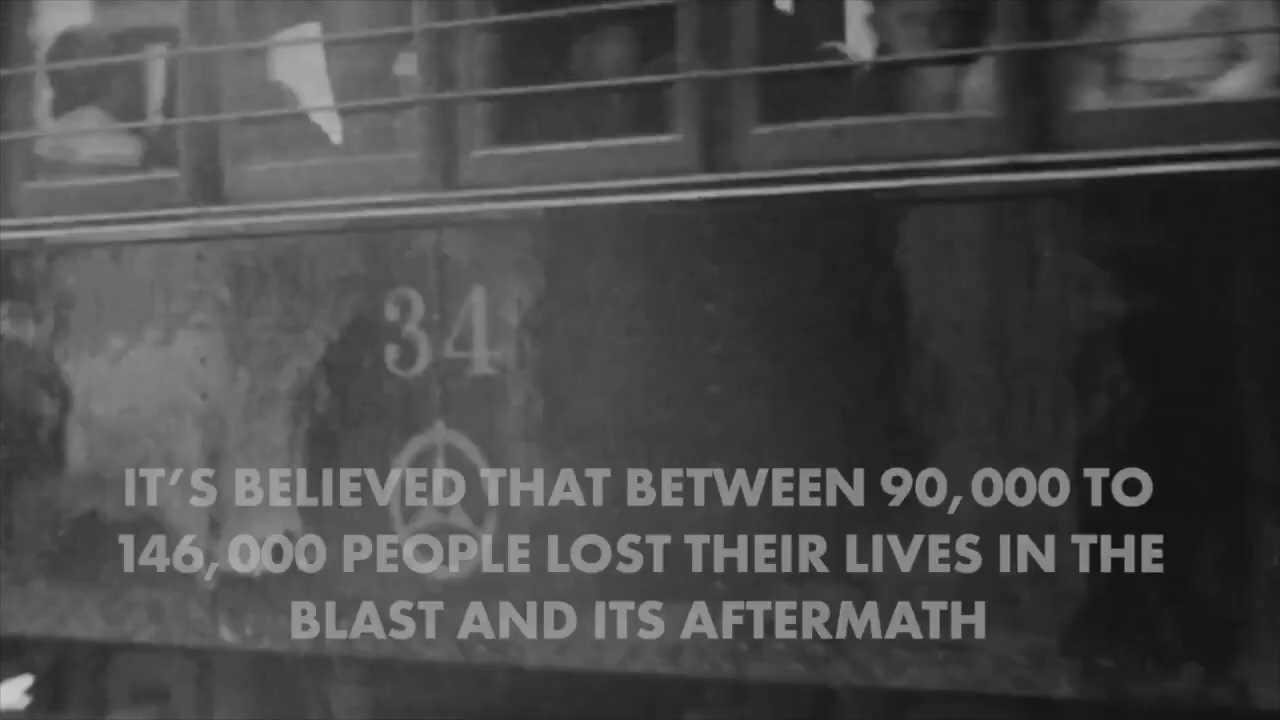 34
IT'S BELIEVED THAT BETWEEN 90,000 TO
146,000 PEOPLE LOST THEIR LIVES IN THE
BLAST AND ITS AFTERMATH